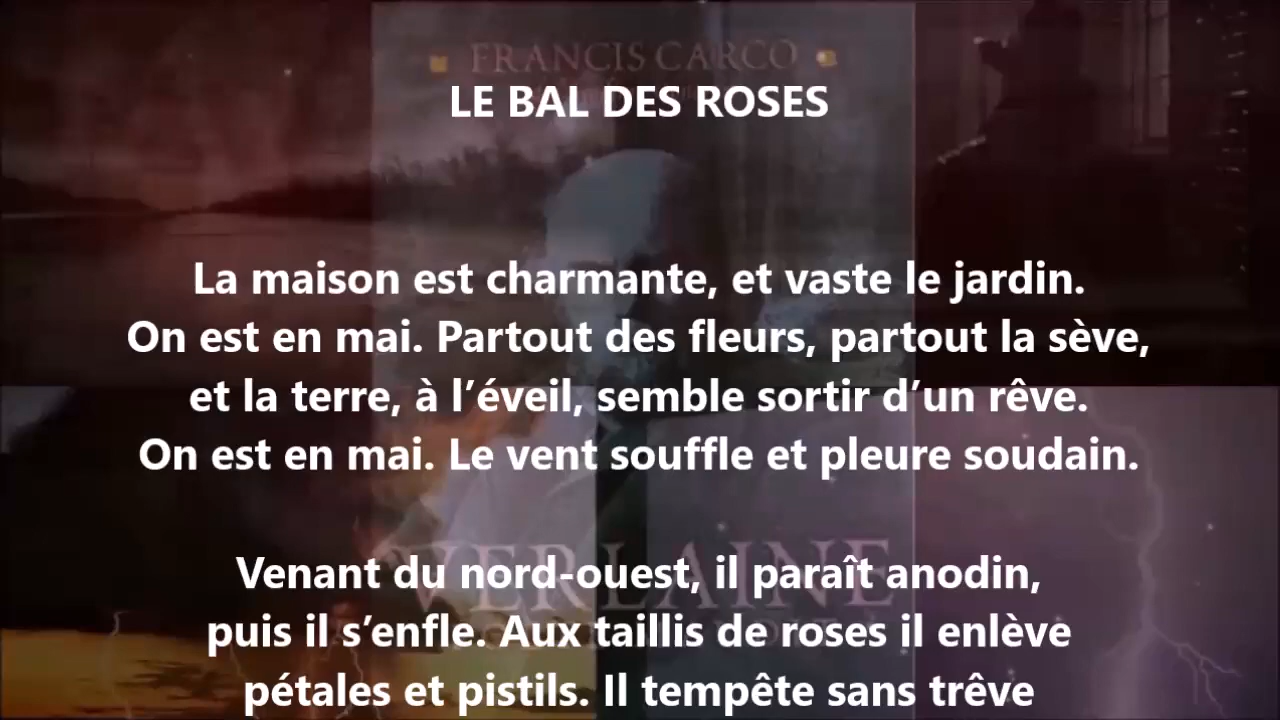 FRANCIS CARCO
LE BAL DES ROSES
La maison est charmante, et vaste le jardin.
On est en mai. Partout des fleurs, partout la sève,
et la terre, à l’éveil, semble sortir d’un rêve.
On est en mai. Le vent souffle et pleure soudain.
VERLAINE
Venant du nord-ouest, il paraît anodin,
puis il s’enfle. Aux taillis de roses il enlève
pétales et pistils. Il tempête sans trêve